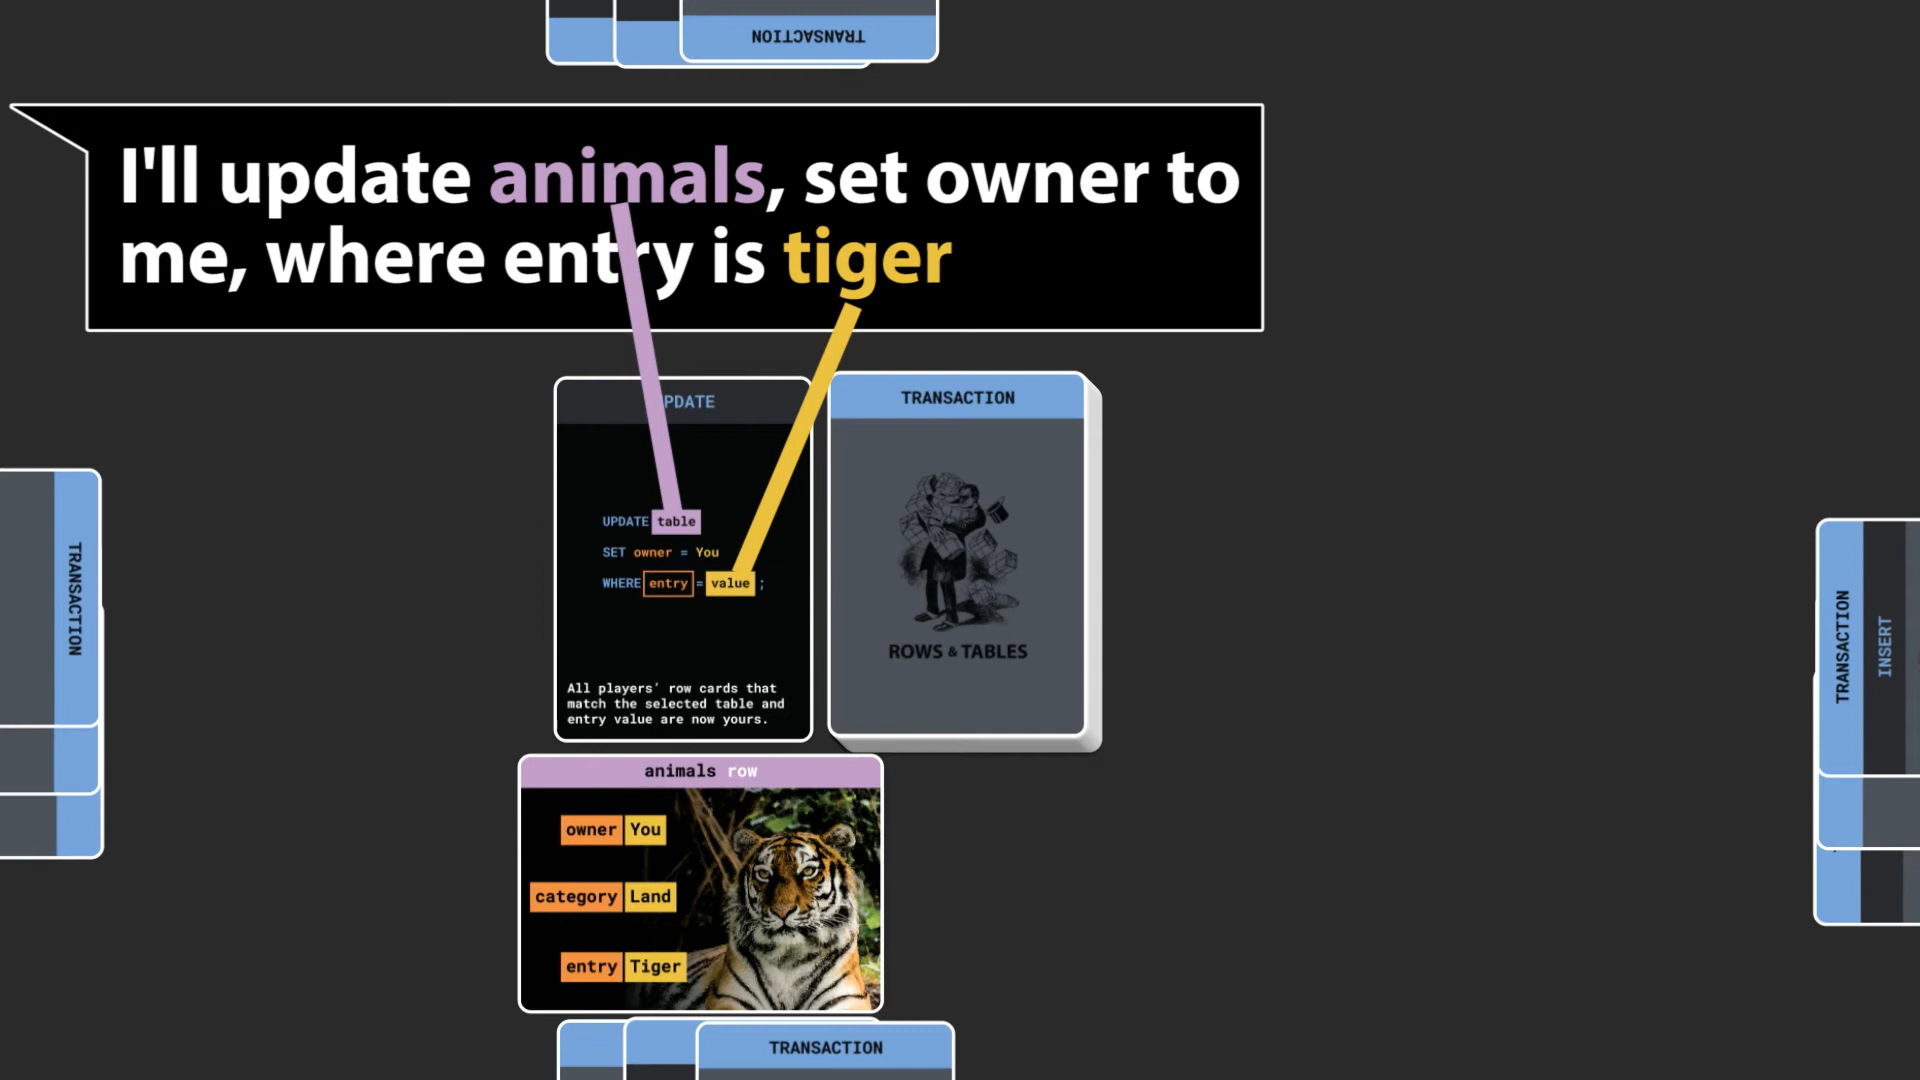 TRANSACTION
I'll update animals, set owner to
me, where entry is tiger
PDATE
UPDATE table
SET owner = You
WHERE entry = value ;
All players’ row cards that
match the selected table and
entry value are now yours.
TRANSACTION
ROWS & TABLES
TRANSACTION
TRANSACTION
INSERT
animals row
owner You
category Land
entry Tiger
TRANSACTION